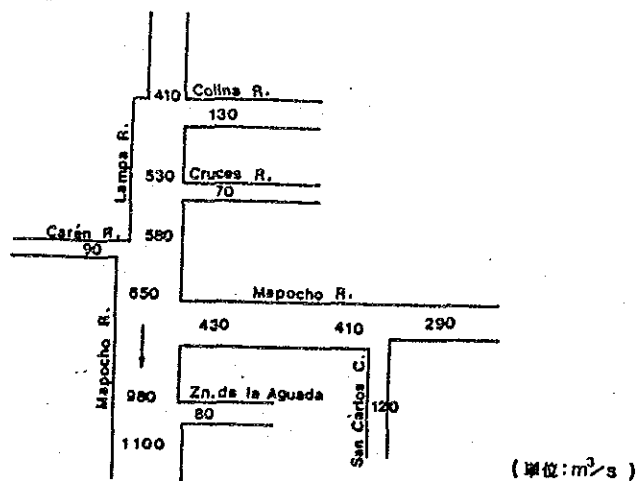 410 Colina R.
130
Lampa R.
530 Cruces R.
70
Carén R. 580
90
650 Mapocho R.
430 410 290
Mapocho R.
980 Zn. de la Aguada
80
San Carlos C.
120
1100
(単位:m³/s)